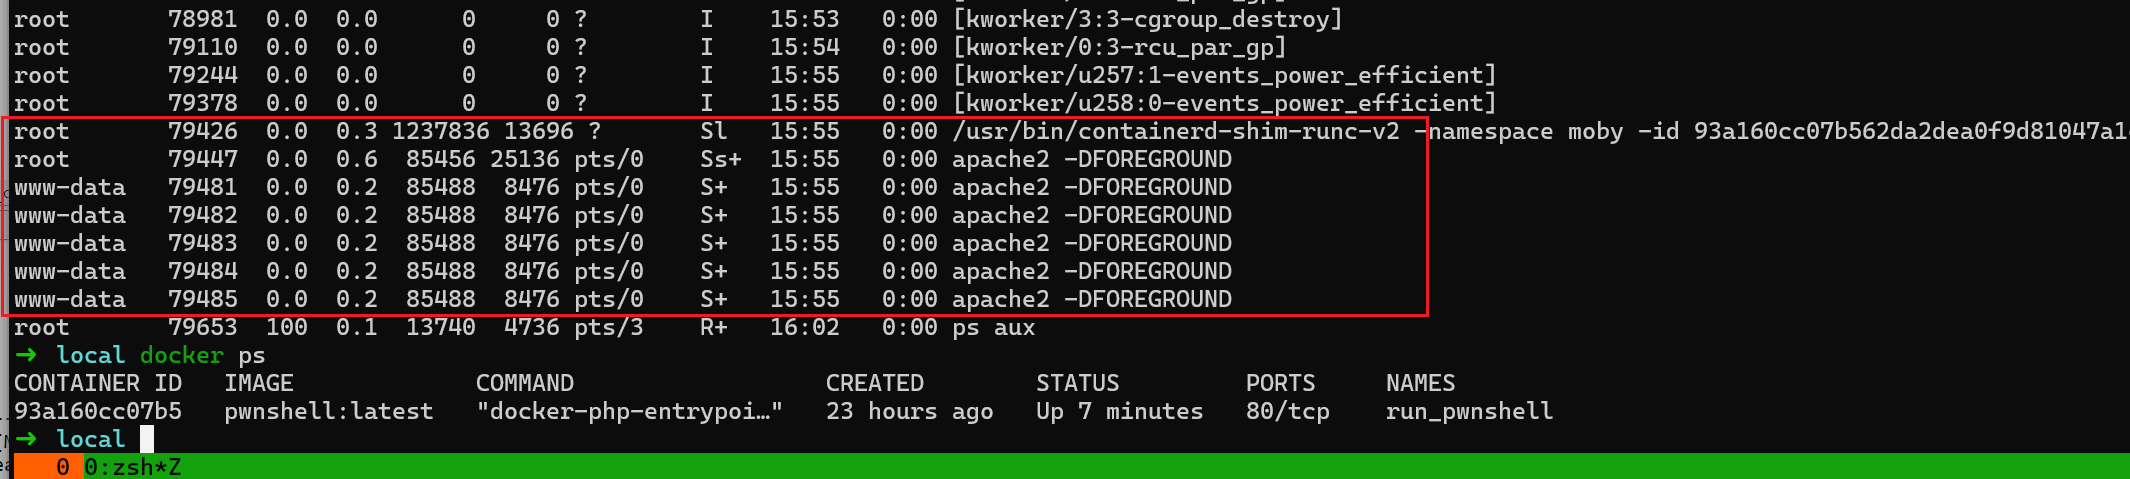 root       78981  0.0  0.0      0     0 ?        I    15:53   0:00 [kworker/3:3-cgroup_destroy]
root       79110  0.0  0.0      0     0 ?        I    15:54   0:00 [kworker/0:3-rcu_par_gp]
root       79244  0.0  0.0      0     0 ?        I    15:55   0:00 [kworker/u257:1-events_power_efficient]
root       79378  0.0  0.0      0     0 ?        I    15:55   0:00 [kworker/u258:0-events_power_efficient]
root       79426  0.0  0.3 1237836 13696 ?       Sl   15:55   0:00 /usr/bin/containerd-shim-runc-v2 -namespace moby -id 93a160cc07b562da2dea0f9d81047a1
root       79447  0.0  0.6  85456 25136 pts/0    Ss+  15:55   0:00 apache2 -DFOREGROUND
www-data   79481  0.0  0.2  85488  8476 pts/0    S+   15:55   0:00 apache2 -DFOREGROUND
www-data   79482  0.0  0.2  85488  8476 pts/0    S+   15:55   0:00 apache2 -DFOREGROUND
www-data   79483  0.0  0.2  85488  8476 pts/0    S+   15:55   0:00 apache2 -DFOREGROUND
www-data   79484  0.0  0.2  85488  8476 pts/0    S+   15:55   0:00 apache2 -DFOREGROUND
www-data   79485  0.0  0.2  85488  8476 pts/0    S+   15:55   0:00 apache2 -DFOREGROUND
root       79653  100  0.1  13740  4736 pts/3    R+   16:02   0:00 ps aux
➜  local docker ps
CONTAINER ID   IMAGE             COMMAND                  CREATED        STATUS         PORTS     NAMES
93a160cc07b5   pwnshell:latest   "docker-php-entrypoi…"   23 hours ago   Up 7 minutes   80/tcp    run_pwnshell
➜  local
0 0:zsh*Z